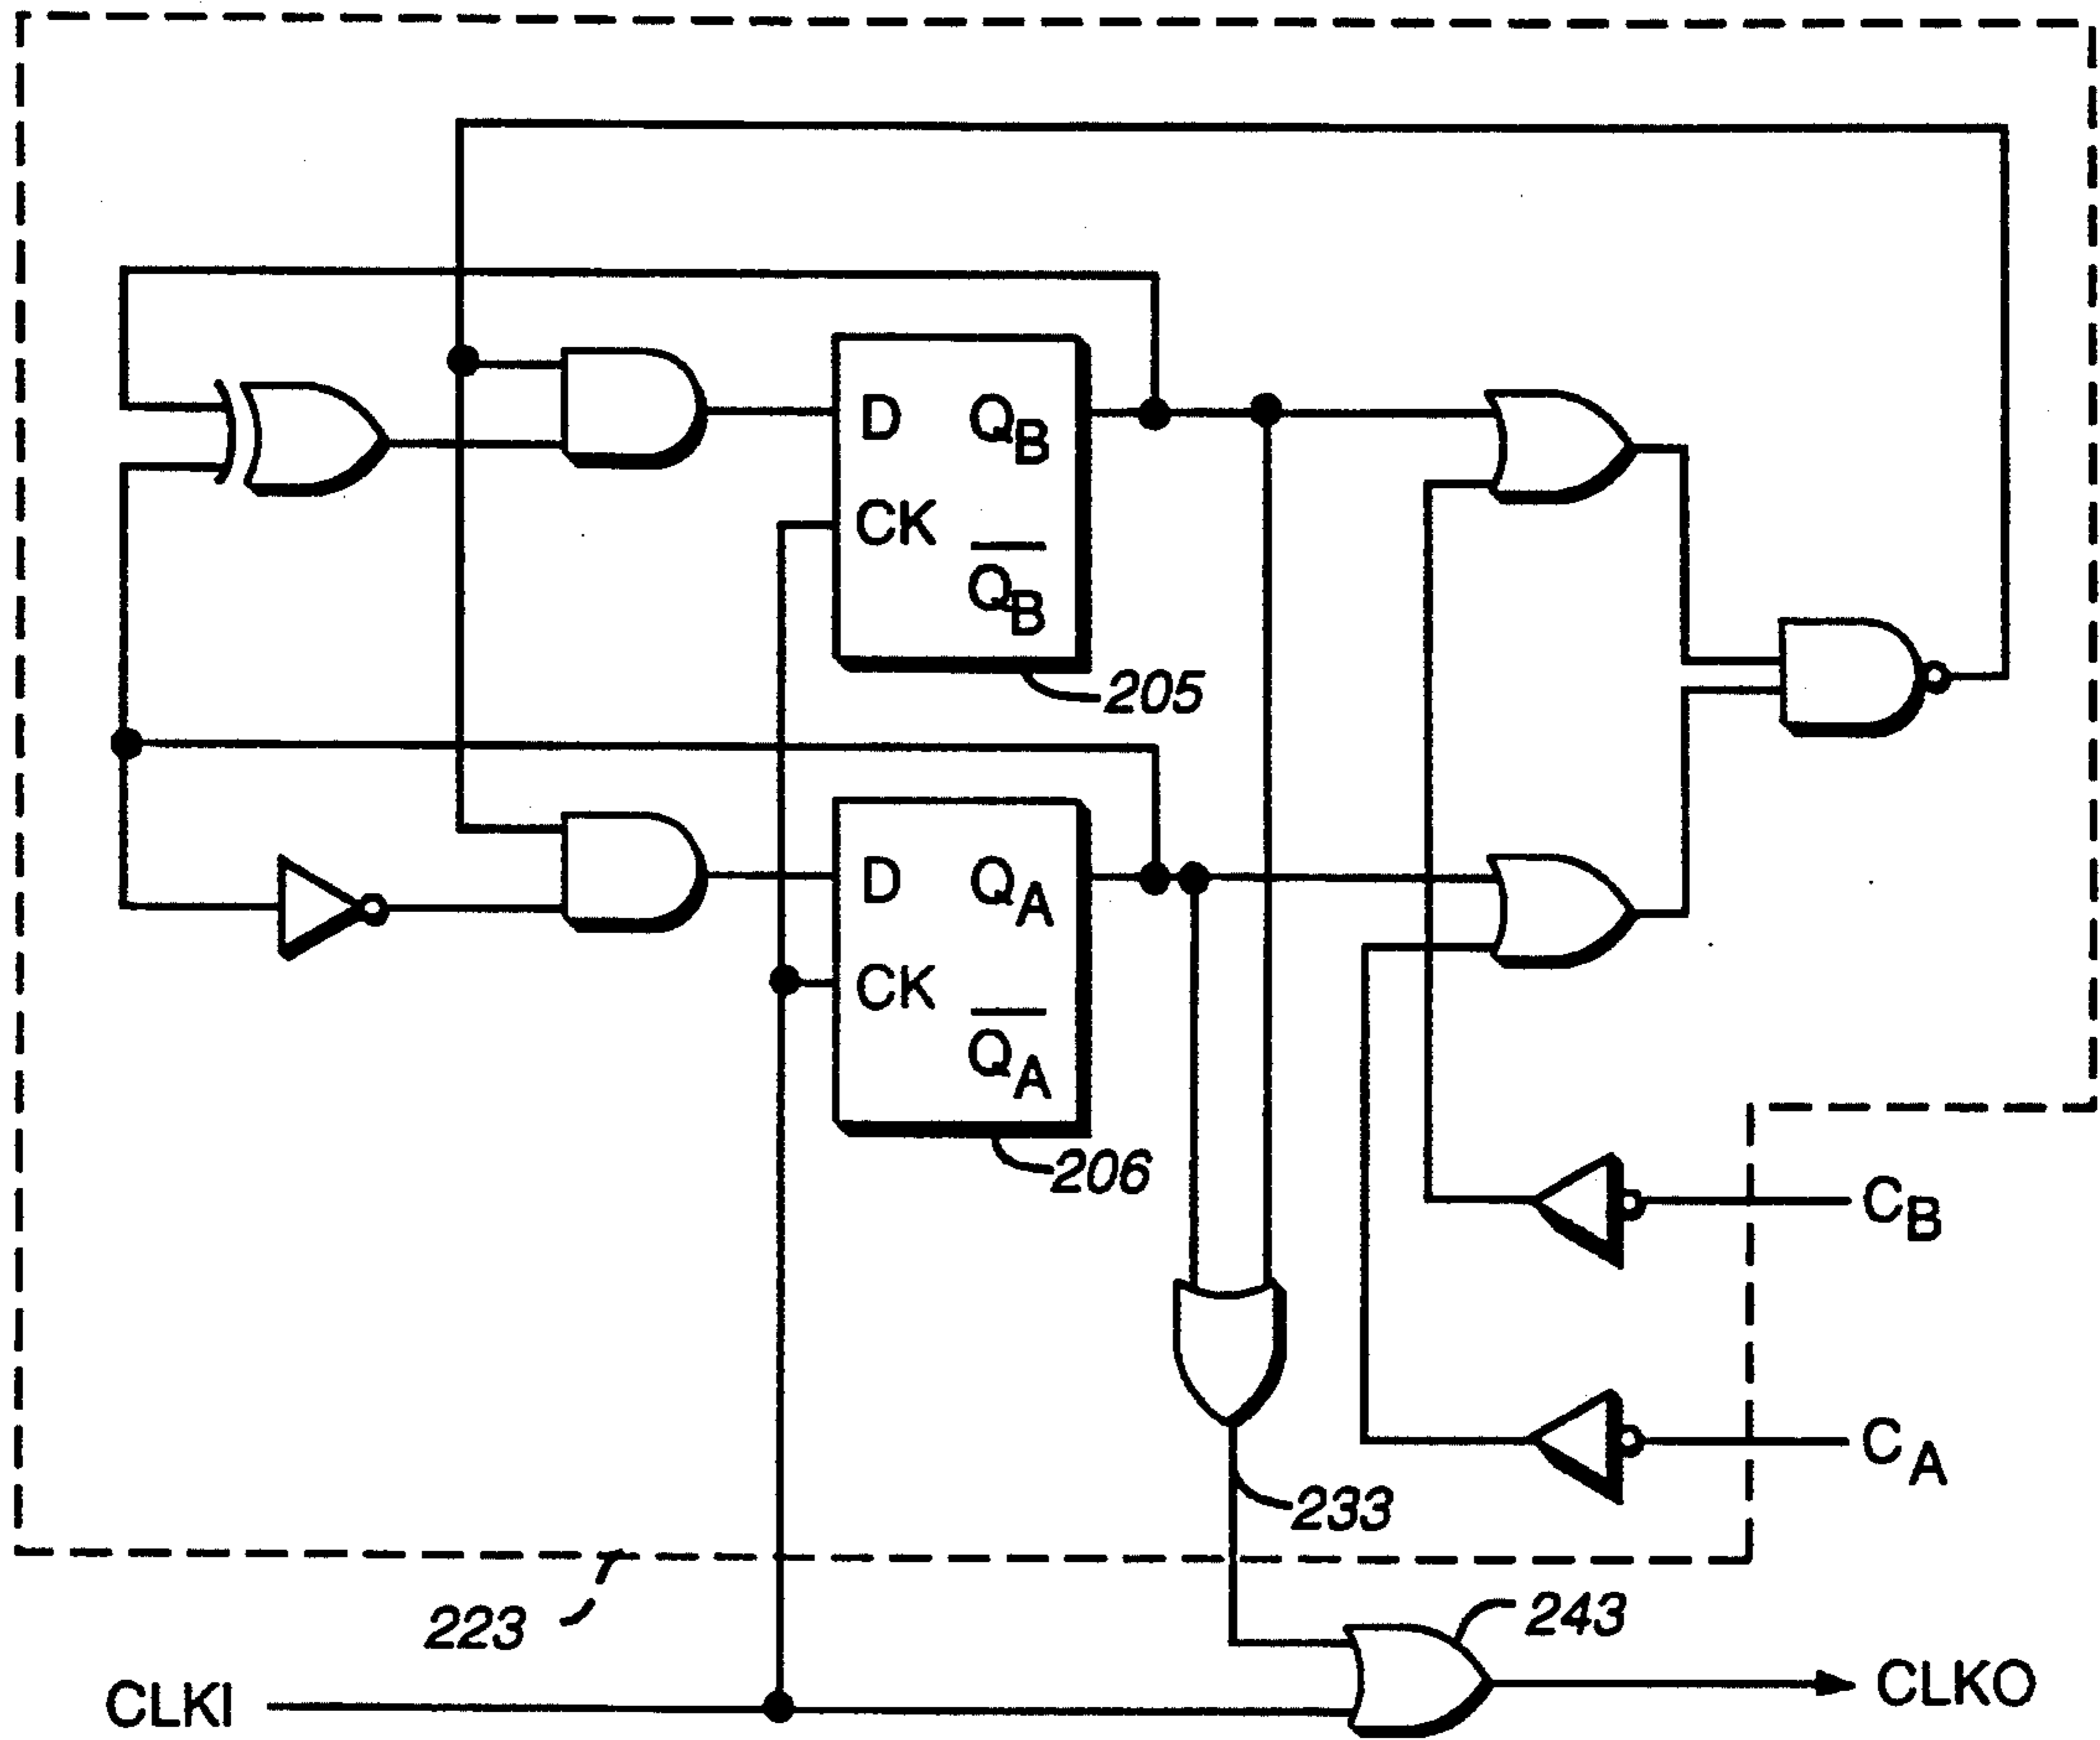 D Q_B
CK
Q̅_B
205
D Q_A
CK
Q̅_A
206
C_B
C_A
233
223
243
CLKI
CLKO